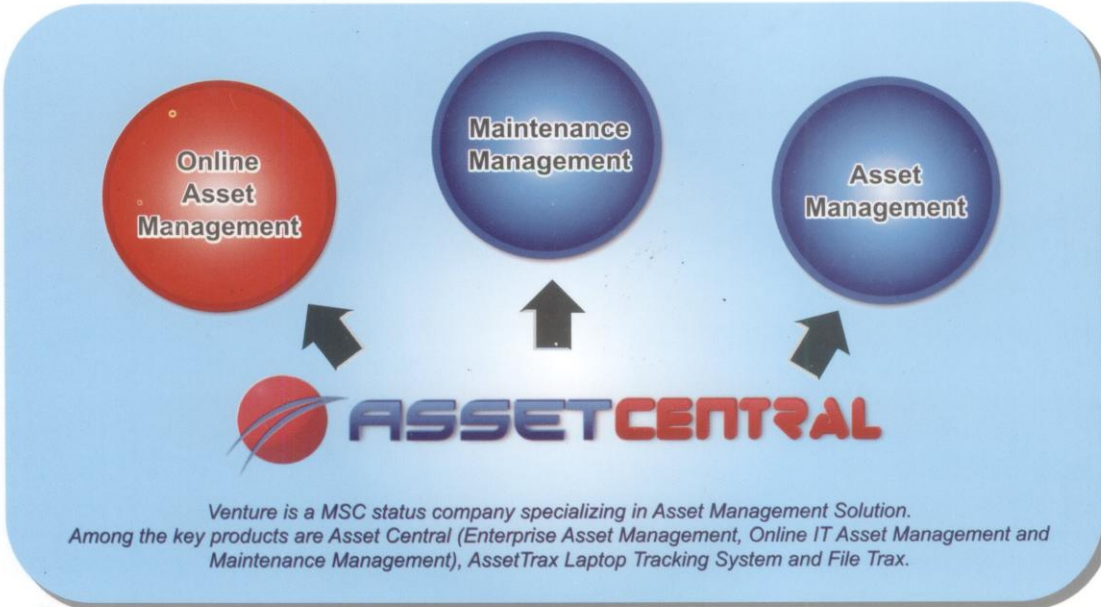 Online
Asset
Management
Maintenance
Management
Asset
Management
ASSETCENTRAL
Venture is a MSC status company specializing in Asset Management Solution.
Among the key products are Asset Central (Enterprise Asset Management, Online IT Asset Management and
Maintenance Management), AssetTrax Laptop Tracking System and File Trax.